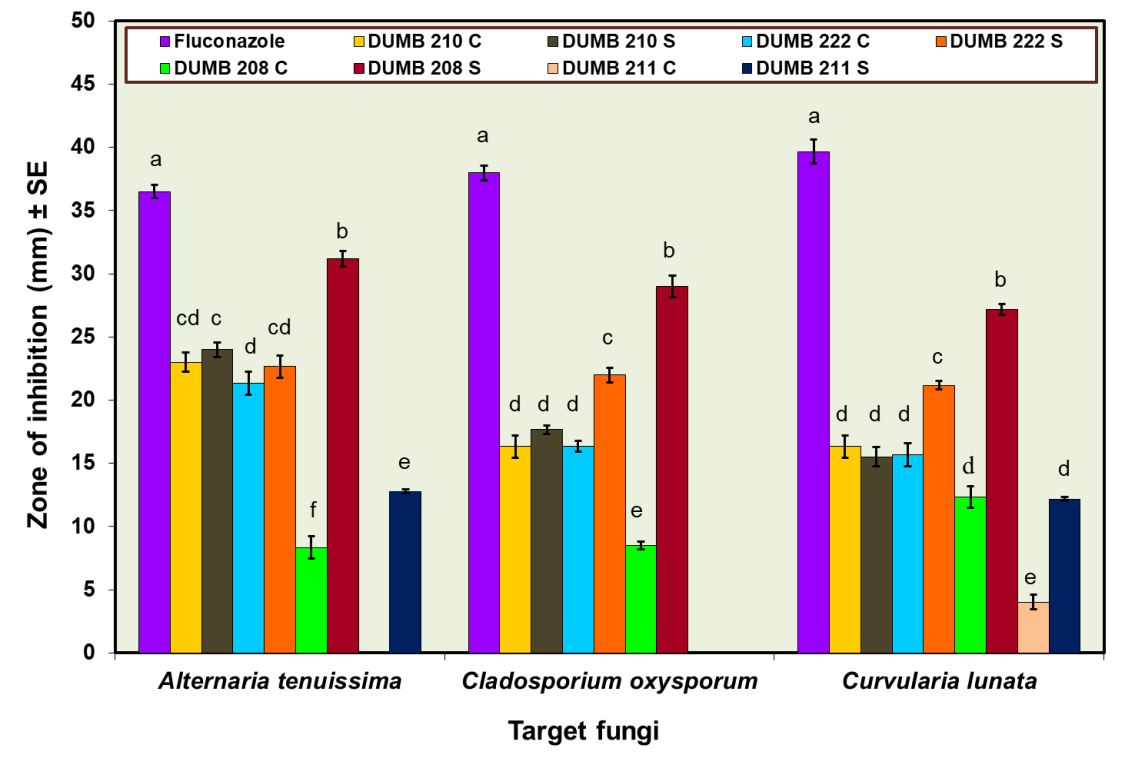 50
45
40
35
30
25
20
15
10
5
0
Zone of inhibition (mm) ± SE
Fluconazole DUMB 210 C DUMB 210 S DUMB 222 C DUMB 222 S
DUMB 208 C DUMB 208 S DUMB 211 C DUMB 211 S
a cd c d cd f b e
a d d d c e b
a d d d c d b e d
Alternaria tenuissima Cladosporium oxysporum Curvularia lunata
Target fungi